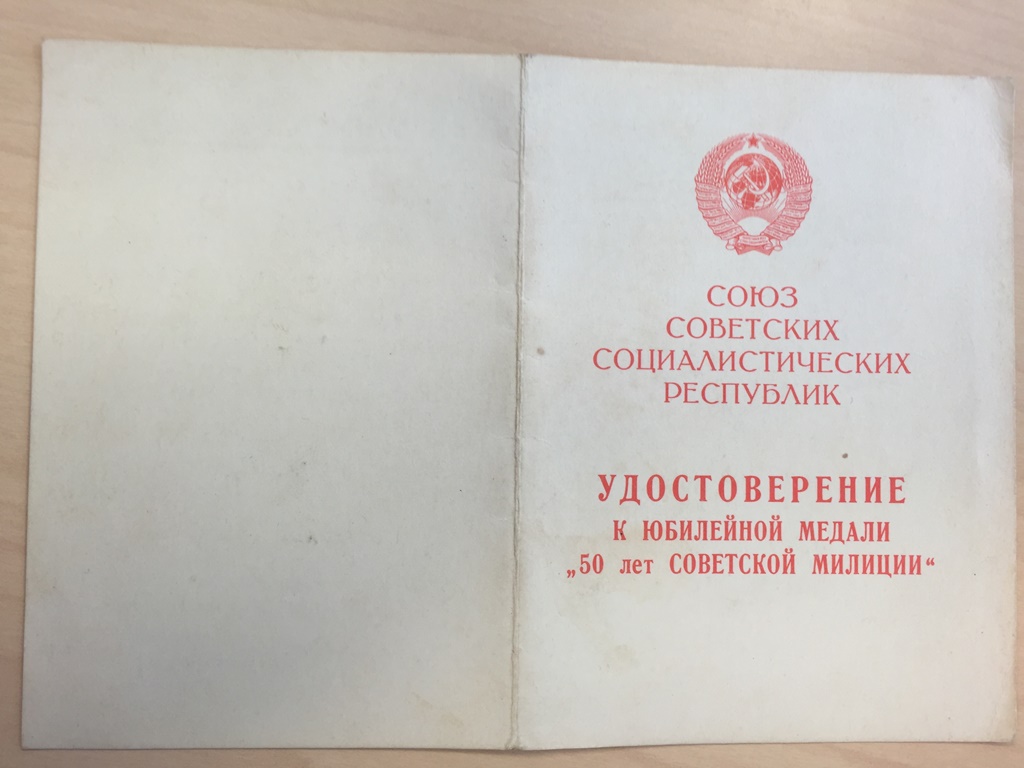 СОЮЗ
СОВЕТСКИХ
СОЦИАЛИСТИЧЕСКИХ
РЕСПУБЛИК
УДОСТОВЕРЕНИЕ
К ЮБИЛЕЙНОЙ МЕДАЛИ
„50 лет СОВЕТСКОЙ МИЛИЦИИ“